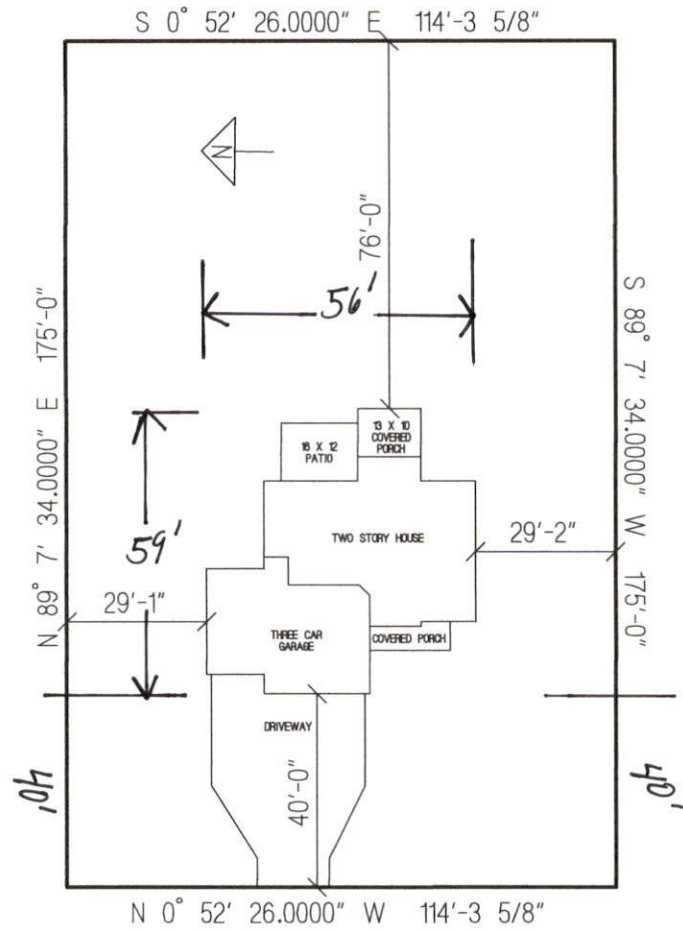 S 0° 52' 26.0000" E 114'-3 5/8"
N
76'-0"
56'
N 89° 7' 34.0000" E 175'-0"
S 89° 7' 34.0000" W 175'-0"
13 X 10
COVERED
PORCH
16 X 12
PATIO
59'
TWO STORY HOUSE
29'-2"
29'-1"
THREE CAR
GARAGE
COVERED PORCH
DRIVEWAY
40'-0"
40'
40'
N 0° 52' 26.0000" W 114'-3 5/8"